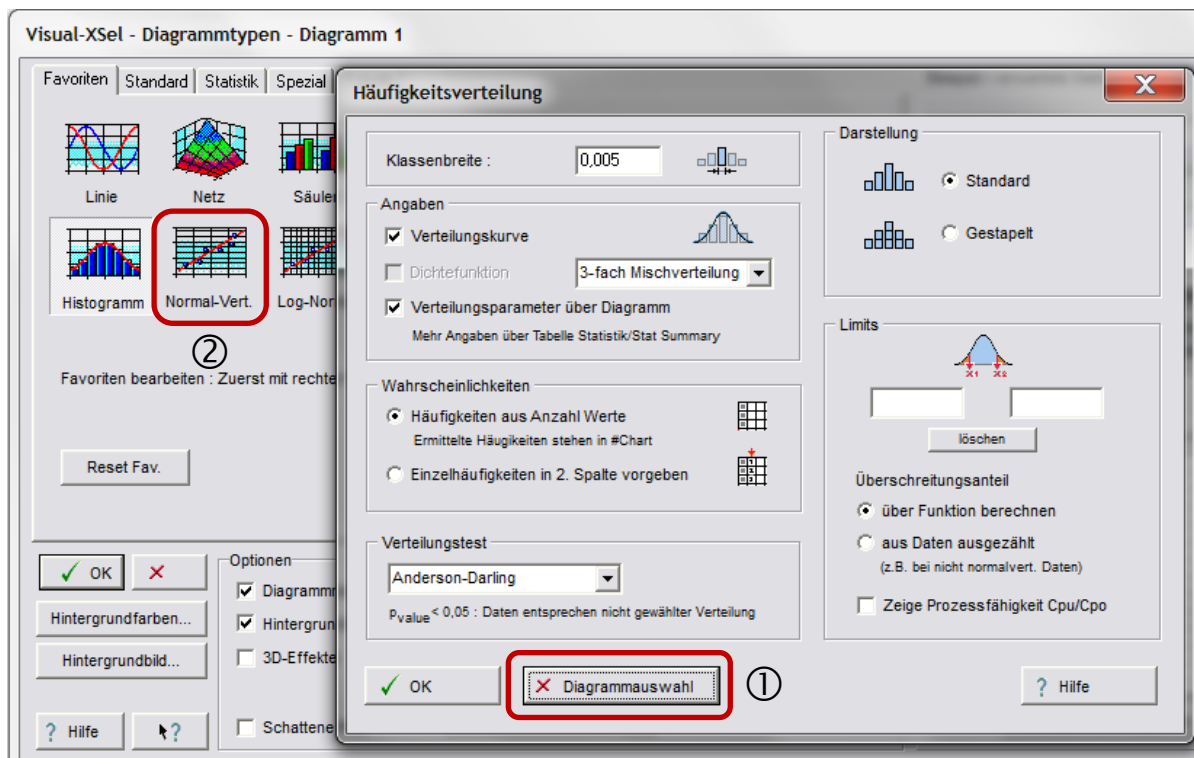 Visual-XSel - Diagrammtypen - Diagramm 1
Favoriten
Standard
Statistik
Spezial
Linie
Netz
Säulen
Histogramm
Normal-Vert.
Log-Nor
②
Favoriten bearbeiten : Zuerst mit rechte
Reset Fav.
OK
Hintergrundfarben...
Hintergrundbild...
? Hilfe
?
Optionen
Diagramm
Hintergrun
3D-Effekte
Schattene
Häufigkeitsverteilung
X
Klassenbreite :
0,005
Angaben
Verteilungskurve
Dichtefunktion
3-fach Mischverteilung
Verteilungsparameter über Diagramm
Mehr Angaben über Tabelle Statistik/Stat Summary
Wahrscheinlichkeiten
Häufigkeiten aus Anzahl Werte
Ermittelte Häugikeiten stehen in #Chart
Einzelhäufigkeiten in 2. Spalte vorgeben
Verteilungstest
Anderson-Darling
pvalue < 0,05 : Daten entsprechen nicht gewählter Verteilung
OK
Diagrammauswahl
①
Darstellung
Standard
Gestapelt
Limits
x1 x2
löschen
Überschreitungsanteil
über Funktion berechnen
aus Daten ausgezählt
(z.B. bei nicht normalvert. Daten)
Zeige Prozessfähigkeit Cpu/Cpo
? Hilfe